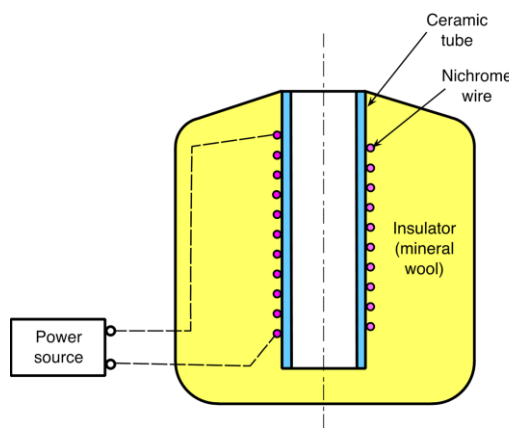 Ceramic
tube
Nichrome
wire
Insulator
(mineral
wool)
Power
source